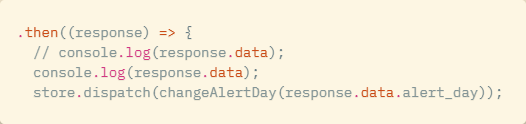 .then((response) => {
// console.log(response.data);
console.log(response.data);
store.dispatch(changeAlertDay(response.data.alert_day));